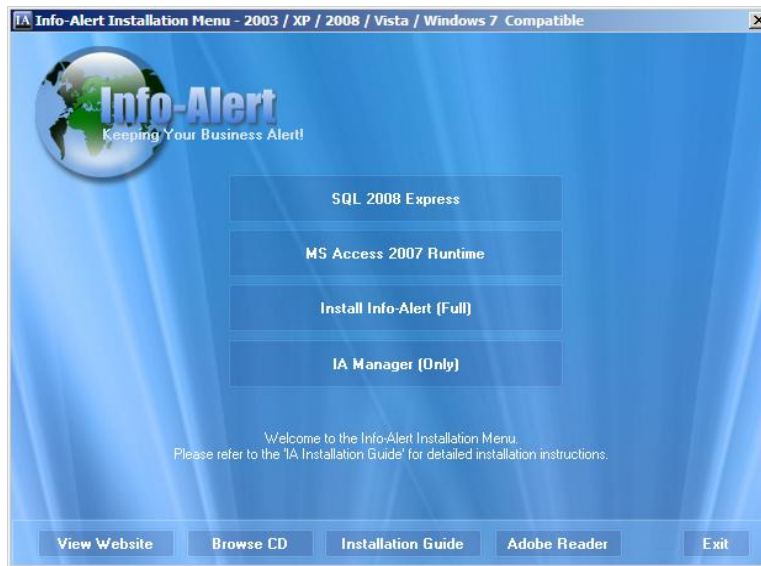 IA Info-Alert Installation Menu - 2003 / XP / 2008 / Vista / Windows 7 Compatible
Info-Alert
Keeping Your Business Alert!
SQL 2008 Express
MS Access 2007 Runtime
Install Info-Alert (Full)
IA Manager (Only)
Welcome to the Info-Alert Installation Menu.
Please refer to the 'IA Installation Guide' for detailed installation instructions.
View Website Browse CD Installation Guide Adobe Reader Exit